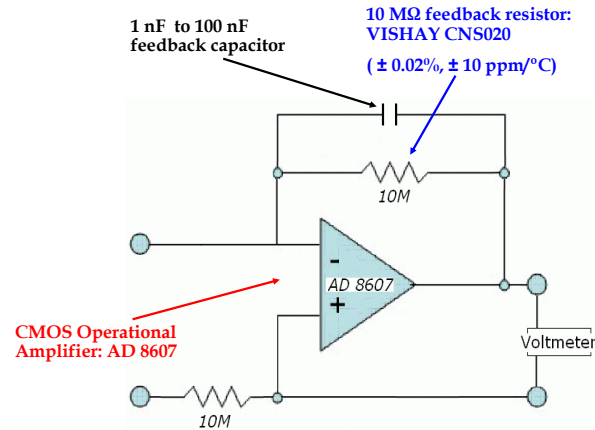 10 MΩ feedback resistor:
VISHAY CNS020
( ± 0.02%, ± 10 ppm/ºC)
1 nF to 100 nF
feedback capacitor
10M
-
AD 8607
+
CMOS Operational
Amplifier: AD 8607
Voltmeter
10M